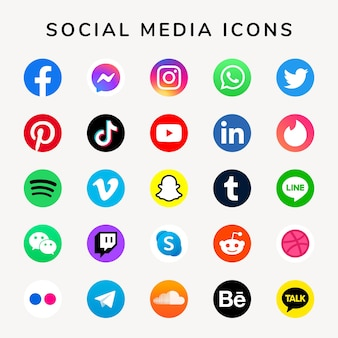 SOCIAL MEDIA ICONS
f
P
in
t
LINE
S
Bē
TALK